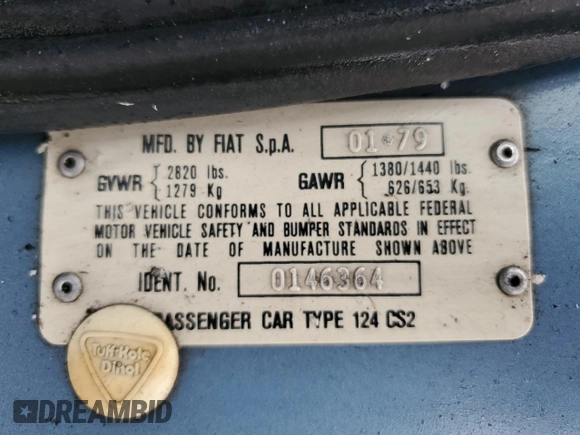 MFD. BY FIAT S.p.A. 01•79
GVWR { 2820 lbs. GAWR { 1380/1440 lbs.
1279 Kg 626/653 Kg.
THIS VEHICLE CONFORMS TO ALL APPLICABLE FEDERAL
MOTOR VEHICLE SAFETY AND BUMPER STANDARDS IN EFFECT
ON THE DATE OF MANUFACTURE SHOWN ABOVE
IDENT. No. 0146364
PASSENGER CAR TYPE 124 CS2
Tuff-Kote
Dinol
DREAMBID